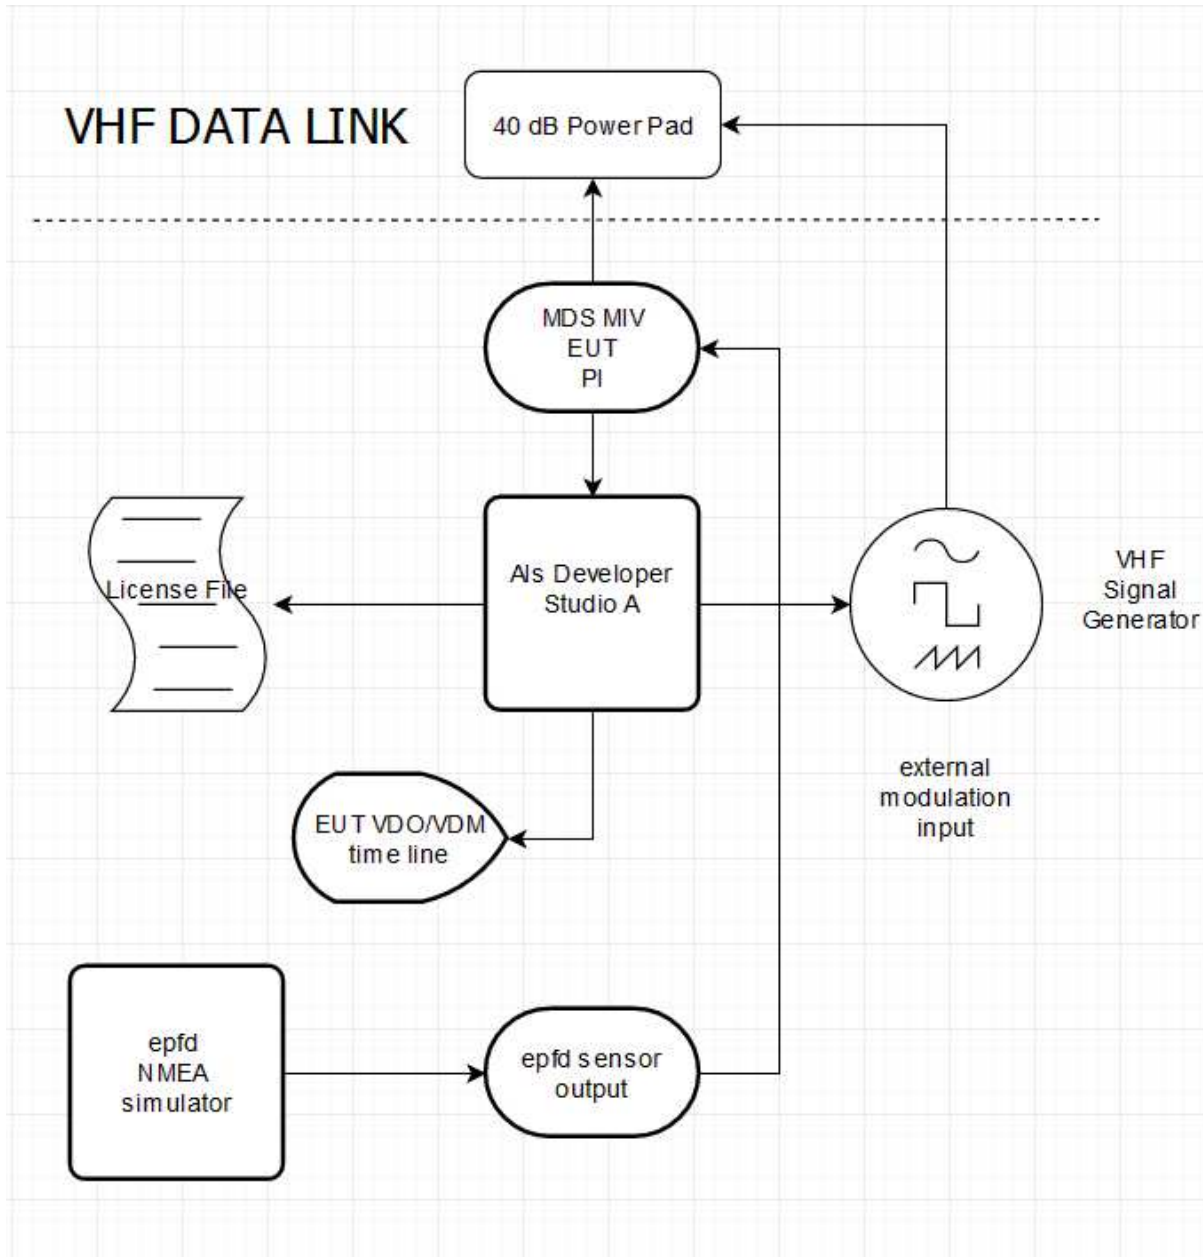 VHF DATA LINK
40 dB Power Pad
MDS MIV
EUT
PI
License File
AIs Developer
Studio A
VHF
Signal
Generator
external
modulation
input
EUT VDO/VDM
time line
epfd
NMEA
simulator
epfd sensor
output